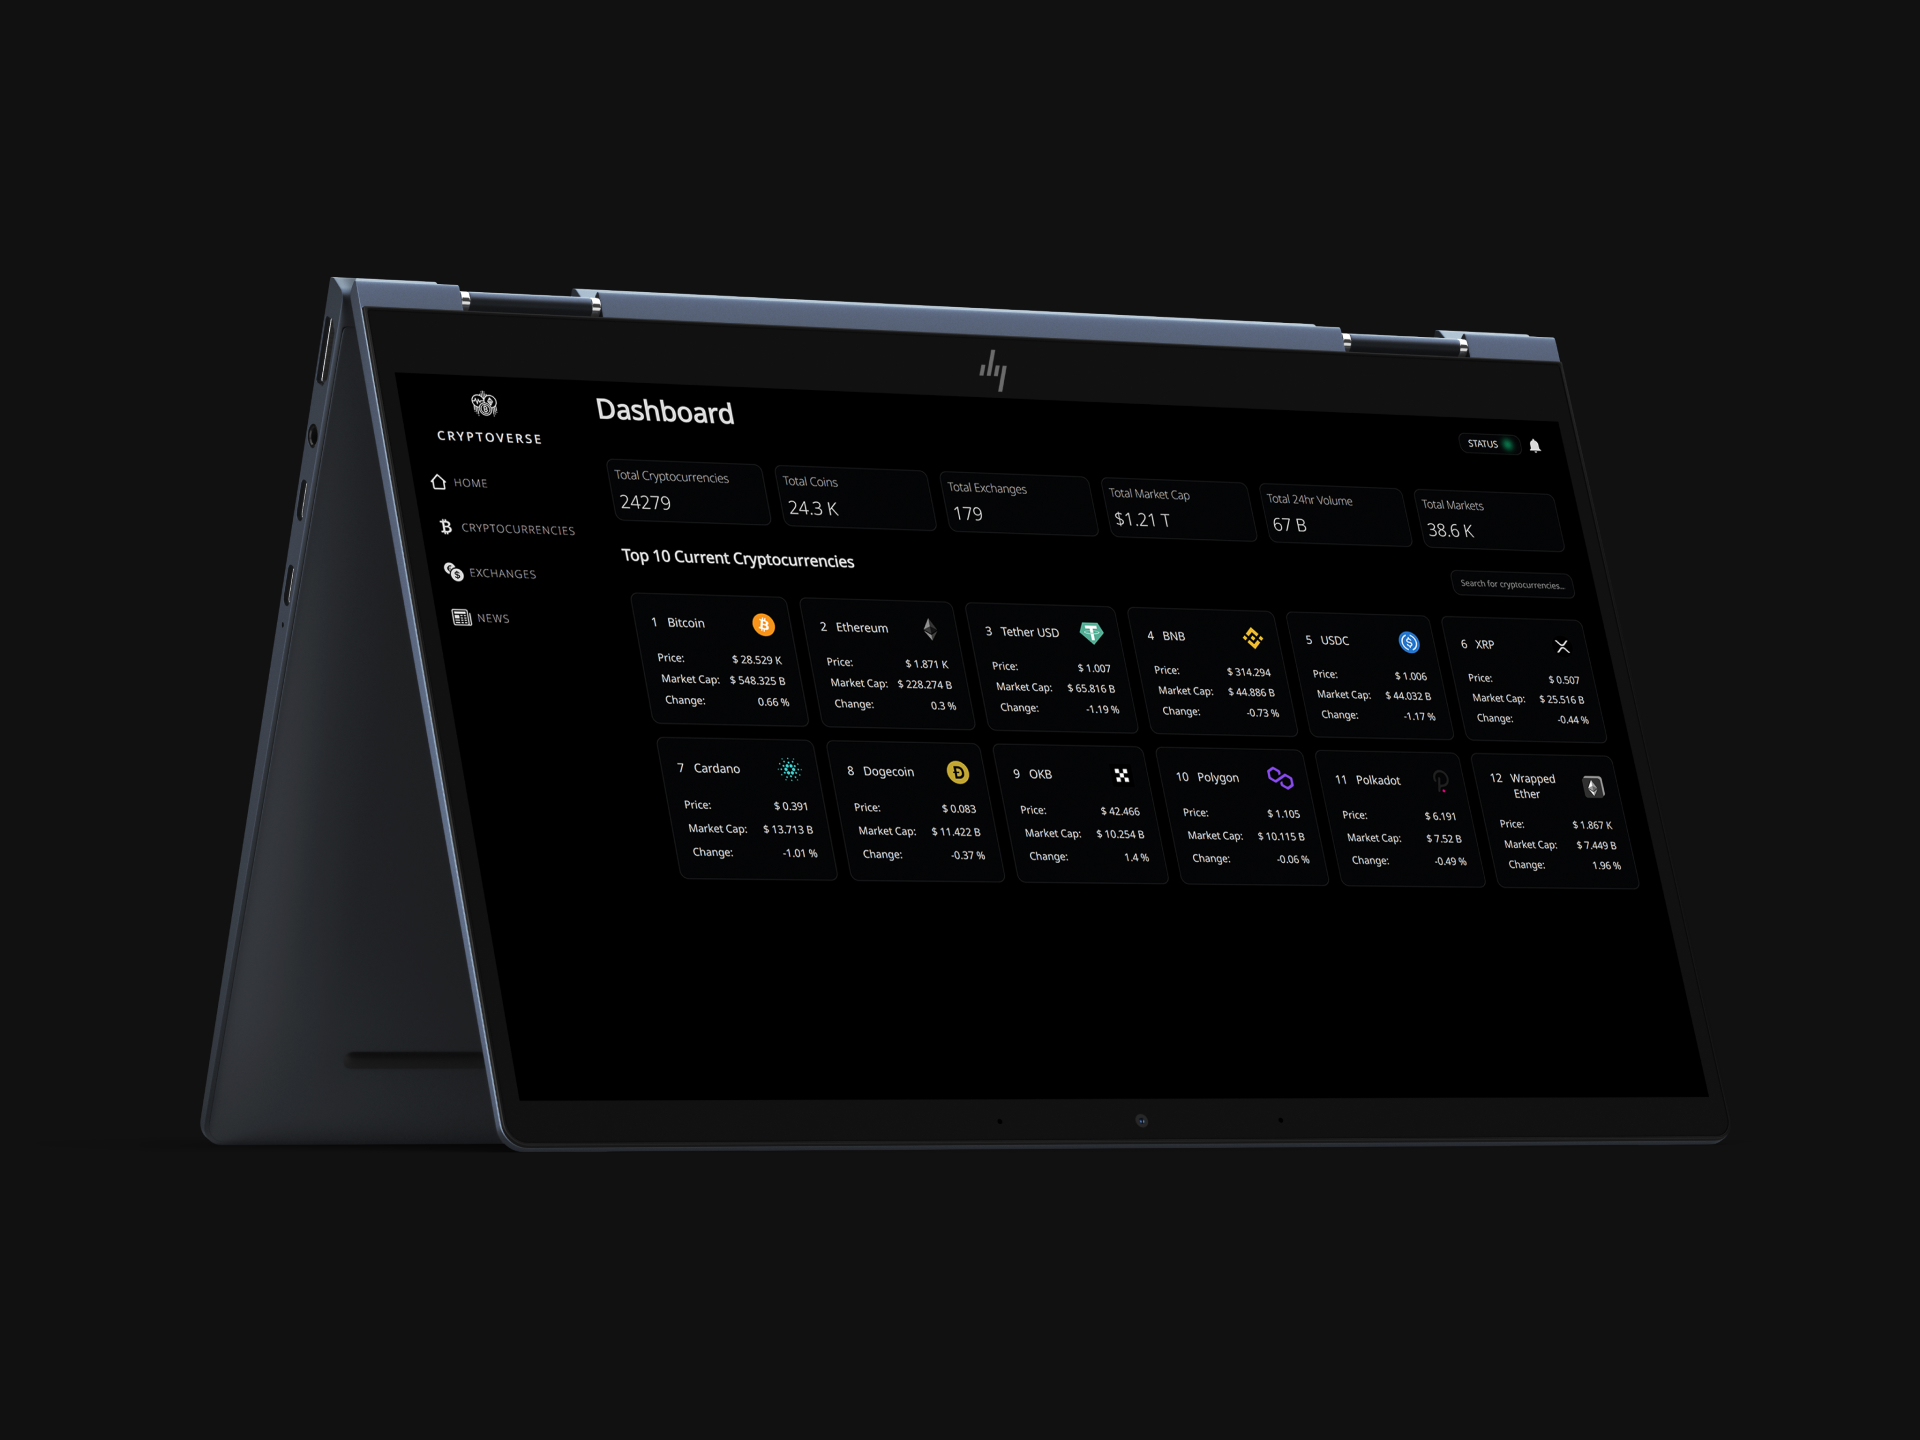 CRYPTOVERSE
HOME
CRYPTOCURRENCIES
EXCHANGES
NEWS
Dashboard
STATUS
Total Cryptocurrencies
24279
Total Coins
24.3 K
Total Exchanges
179
Total Market Cap
$1.21 T
Total 24hr Volume
67 B
Total Markets
38.6 K
Top 10 Current Cryptocurrencies
Search for cryptocurrencies...
1 Bitcoin
Price: $ 28.529 K
Market Cap: $ 548.325 B
Change: 0.66 %
2 Ethereum
Price: $ 1.871 K
Market Cap: $ 228.274 B
Change: 0.3 %
3 Tether USD
Price: $ 1.007
Market Cap: $ 65.816 B
Change: -1.19 %
4 BNB
Price: $ 314.294
Market Cap: $ 44.886 B
Change: -0.73 %
5 USDC
Price: $ 1.006
Market Cap: $ 44.032 B
Change: -1.17 %
6 XRP
Price: $ 0.507
Market Cap: $ 25.516 B
Change: -0.44 %
7 Cardano
Price: $ 0.391
Market Cap: $ 13.713 B
Change: -1.01 %
8 Dogecoin
Price: $ 0.083
Market Cap: $ 11.422 B
Change: -0.37 %
9 OKB
Price: $ 42.466
Market Cap: $ 10.254 B
Change: 1.4 %
10 Polygon
Price: $ 1.105
Market Cap: $ 10.115 B
Change: -0.06 %
11 Polkadot
Price: $ 6.191
Market Cap: $ 7.52 B
Change: -0.49 %
12 Wrapped
Ether
Price: $ 1.867 K
Market Cap: $ 7.449 B
Change: 1.96 %